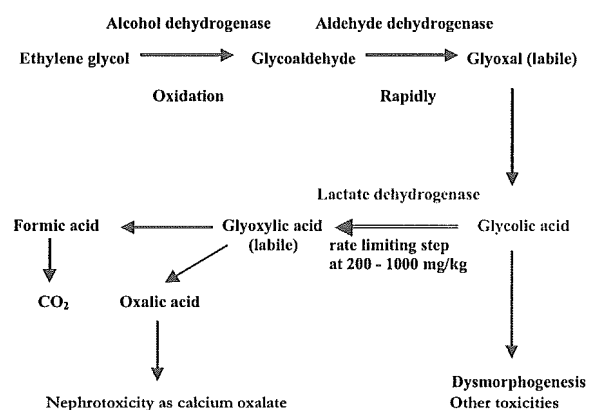 Alcohol dehydrogenase Aldehyde dehydrogenase
Ethylene glycol Glycoaldehyde Glyoxal (labile)
Oxidation Rapidly
Lactate dehydrogenase
Formic acid Glyoxylic acid Glycolic acid
(labile) rate limiting step
at 200 - 1000 mg/kg
CO₂ Oxalic acid
Dysmorphogenesis
Nephrotoxicity as calcium oxalate Other toxicities